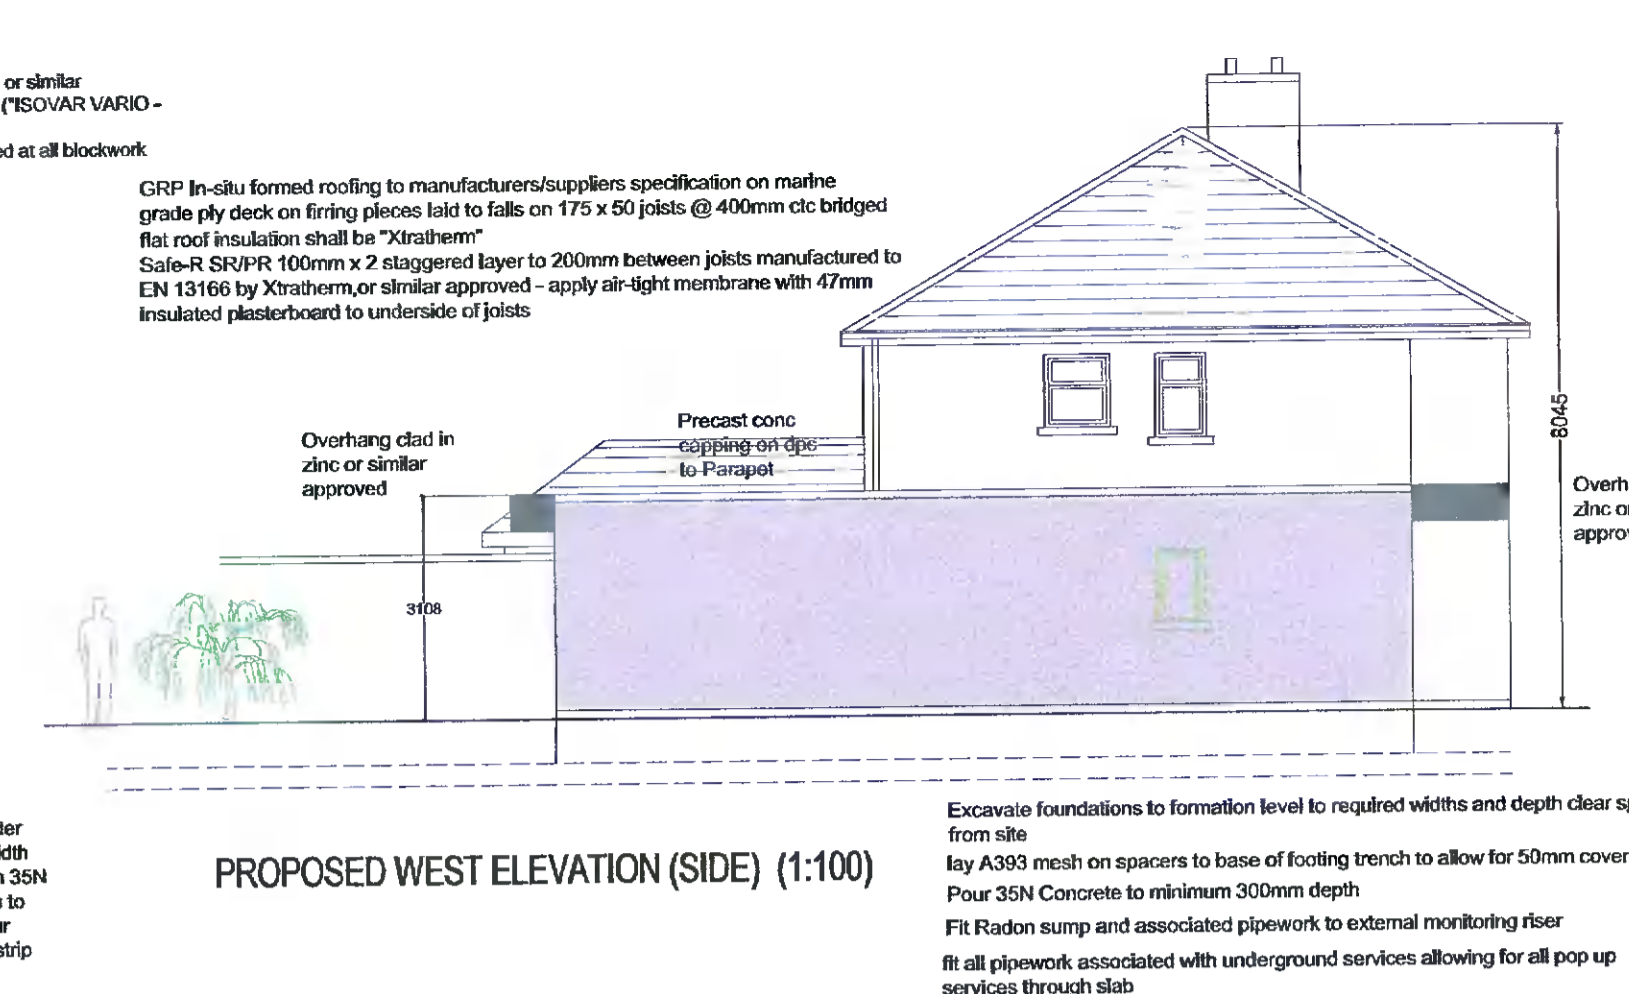 or similar
("ISOVAR VARIO -
ed at all blockwork
GRP In-situ formed roofing to manufacturers/suppliers specification on marine
grade ply deck on firring pieces laid to falls on 175 x 50 joists @ 400mm ctc bridged
flat roof insulation shall be "Xtratherm"
Safe-R SR/PR 100mm x 2 staggered layer to 200mm between joists manufactured to
EN 13166 by Xtratherm,or similar approved - apply air-tight membrane with 47mm
insulated plasterboard to underside of joists
Overhang clad in
zinc or similar
approved
Precast conc
capping on dpc
to Parapet
8045
Overh
zinc o
appro
3108
der
idth
n 35N
s to
ur
strip
PROPOSED WEST ELEVATION (SIDE) (1:100)
Excavate foundations to formation level to required widths and depth clear s
from site
lay A393 mesh on spacers to base of footing trench to allow for 50mm cover
Pour 35N Concrete to minimum 300mm depth
Fit Radon sump and associated pipework to external monitoring riser
fit all pipework associated with underground services allowing for all pop up
services through slab